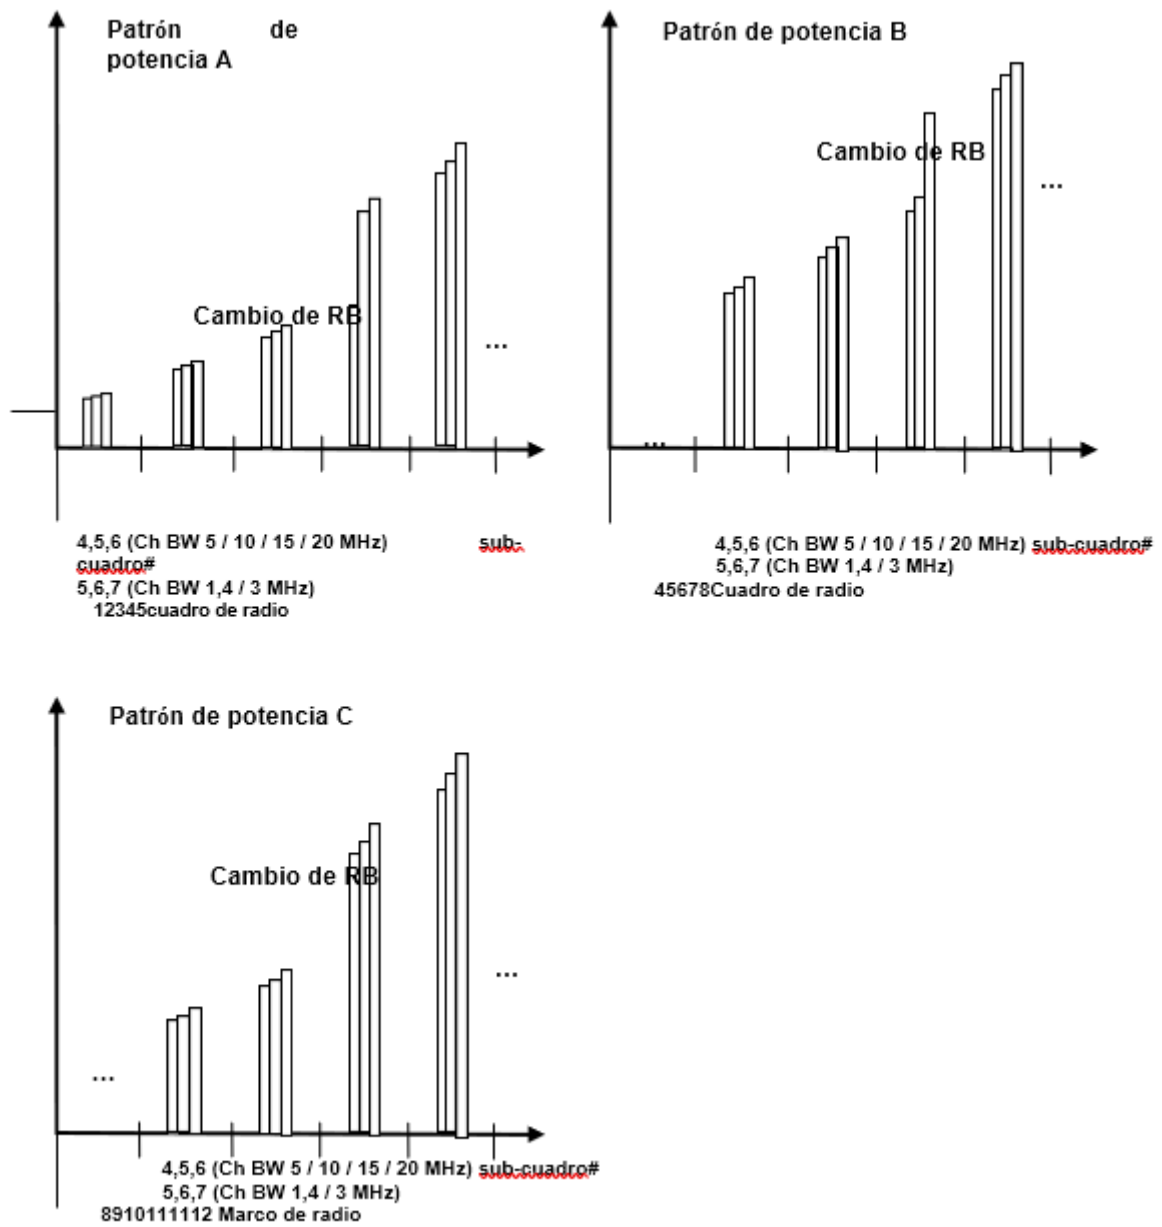 Patrón de
potencia A
Cambio de RB
...
4,5,6 (Ch BW 5 / 10 / 15 / 20 MHz) sub-
cuadro#
5,6,7 (Ch BW 1,4 / 3 MHz)
12345cuadro de radio
Patrón de potencia B
Cambio de RB
...
...
4,5,6 (Ch BW 5 / 10 / 15 / 20 MHz) sub-cuadro#
5,6,7 (Ch BW 1,4 / 3 MHz)
45678Cuadro de radio
Patrón de potencia C
Cambio de RB
...
...
4,5,6 (Ch BW 5 / 10 / 15 / 20 MHz) sub-cuadro#
5,6,7 (Ch BW 1,4 / 3 MHz)
8910111112 Marco de radio